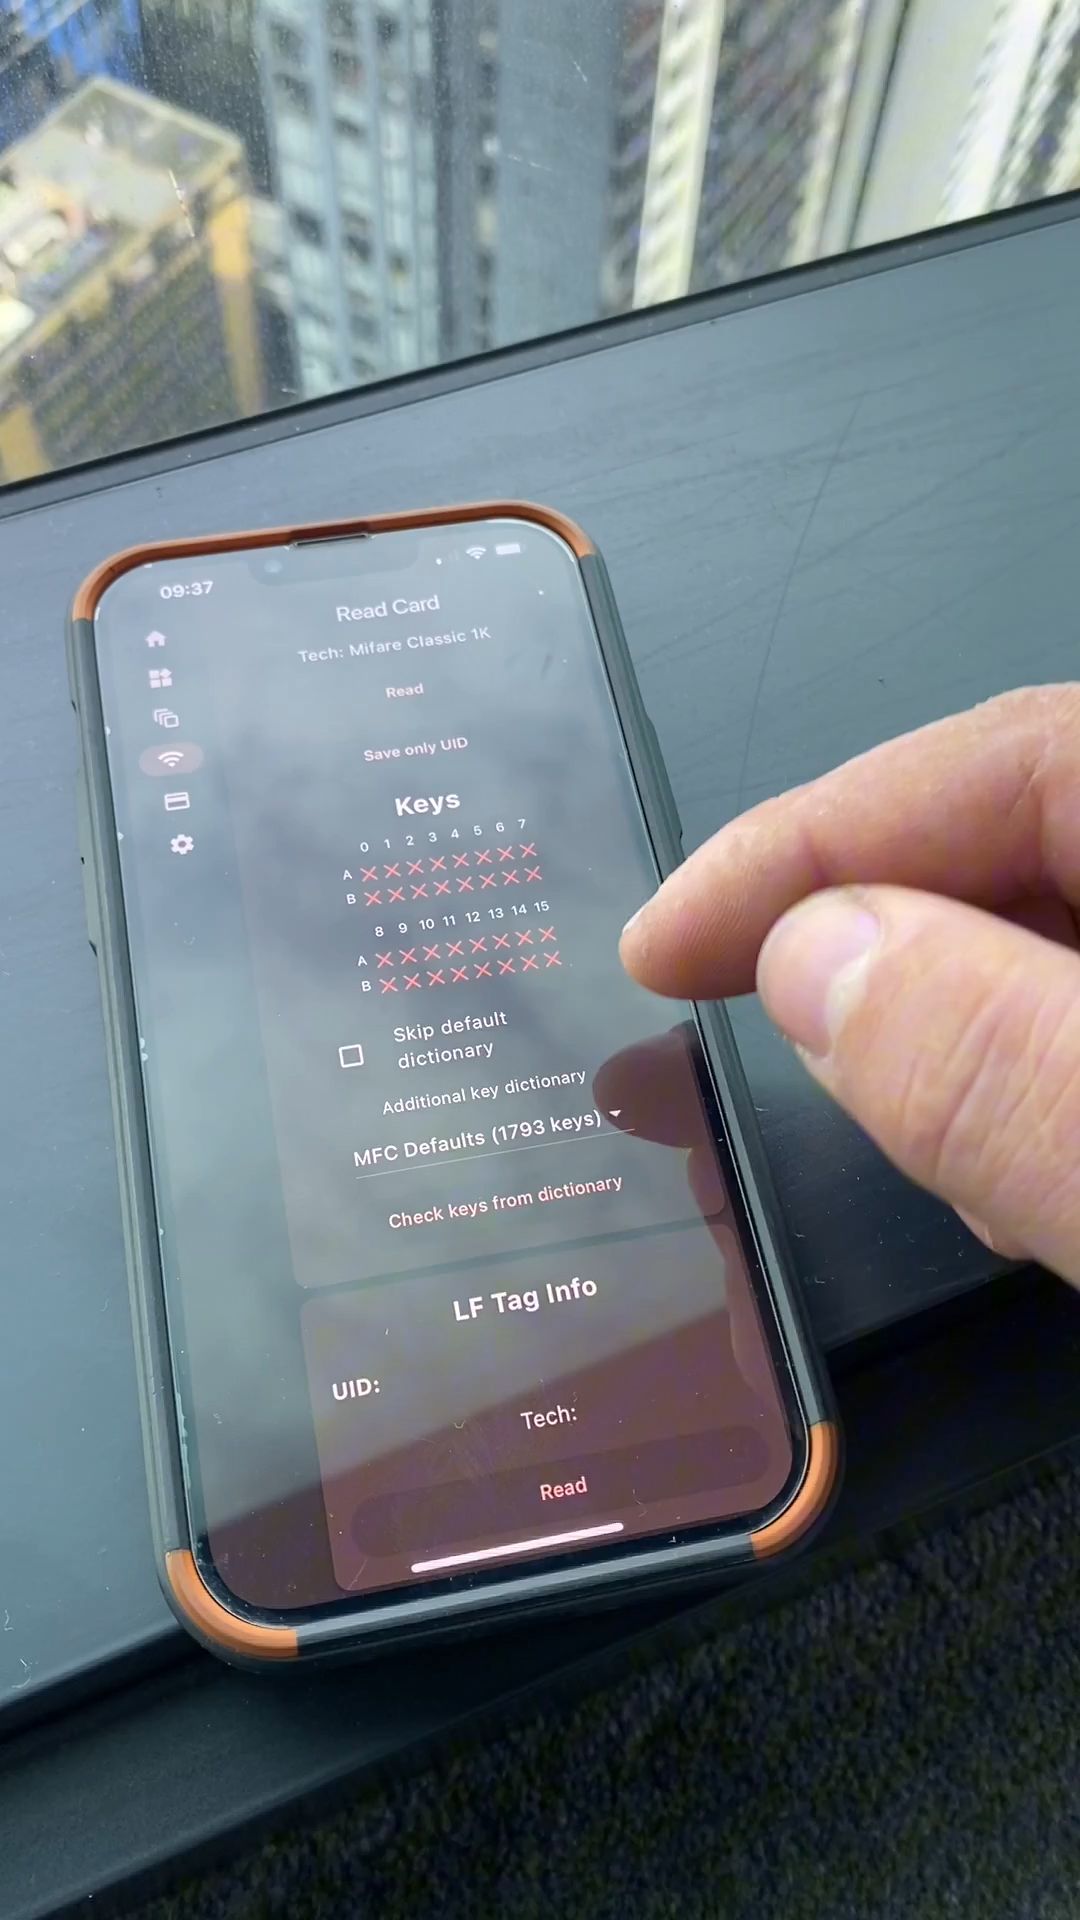 09:37
Read Card
Tech: Mifare Classic 1K
Read
Save only UID
Keys
0 1 2 3 4 5 6 7
A
B
8 9 10 11 12 13 14 15
A
B
Skip default
dictionary
Additional key dictionary
MFC Defaults (1793 keys)
Check keys from dictionary
LF Tag Info
UID:
Tech:
Read